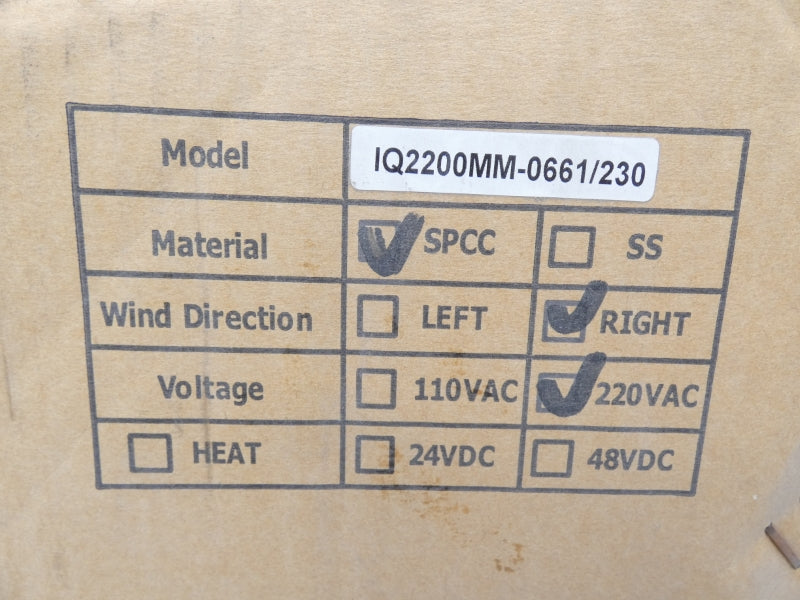 Model IQ2200MM-0661/230
Material SPCC SS
Wind Direction LEFT RIGHT
Voltage 110VAC 220VAC
HEAT 24VDC 48VDC